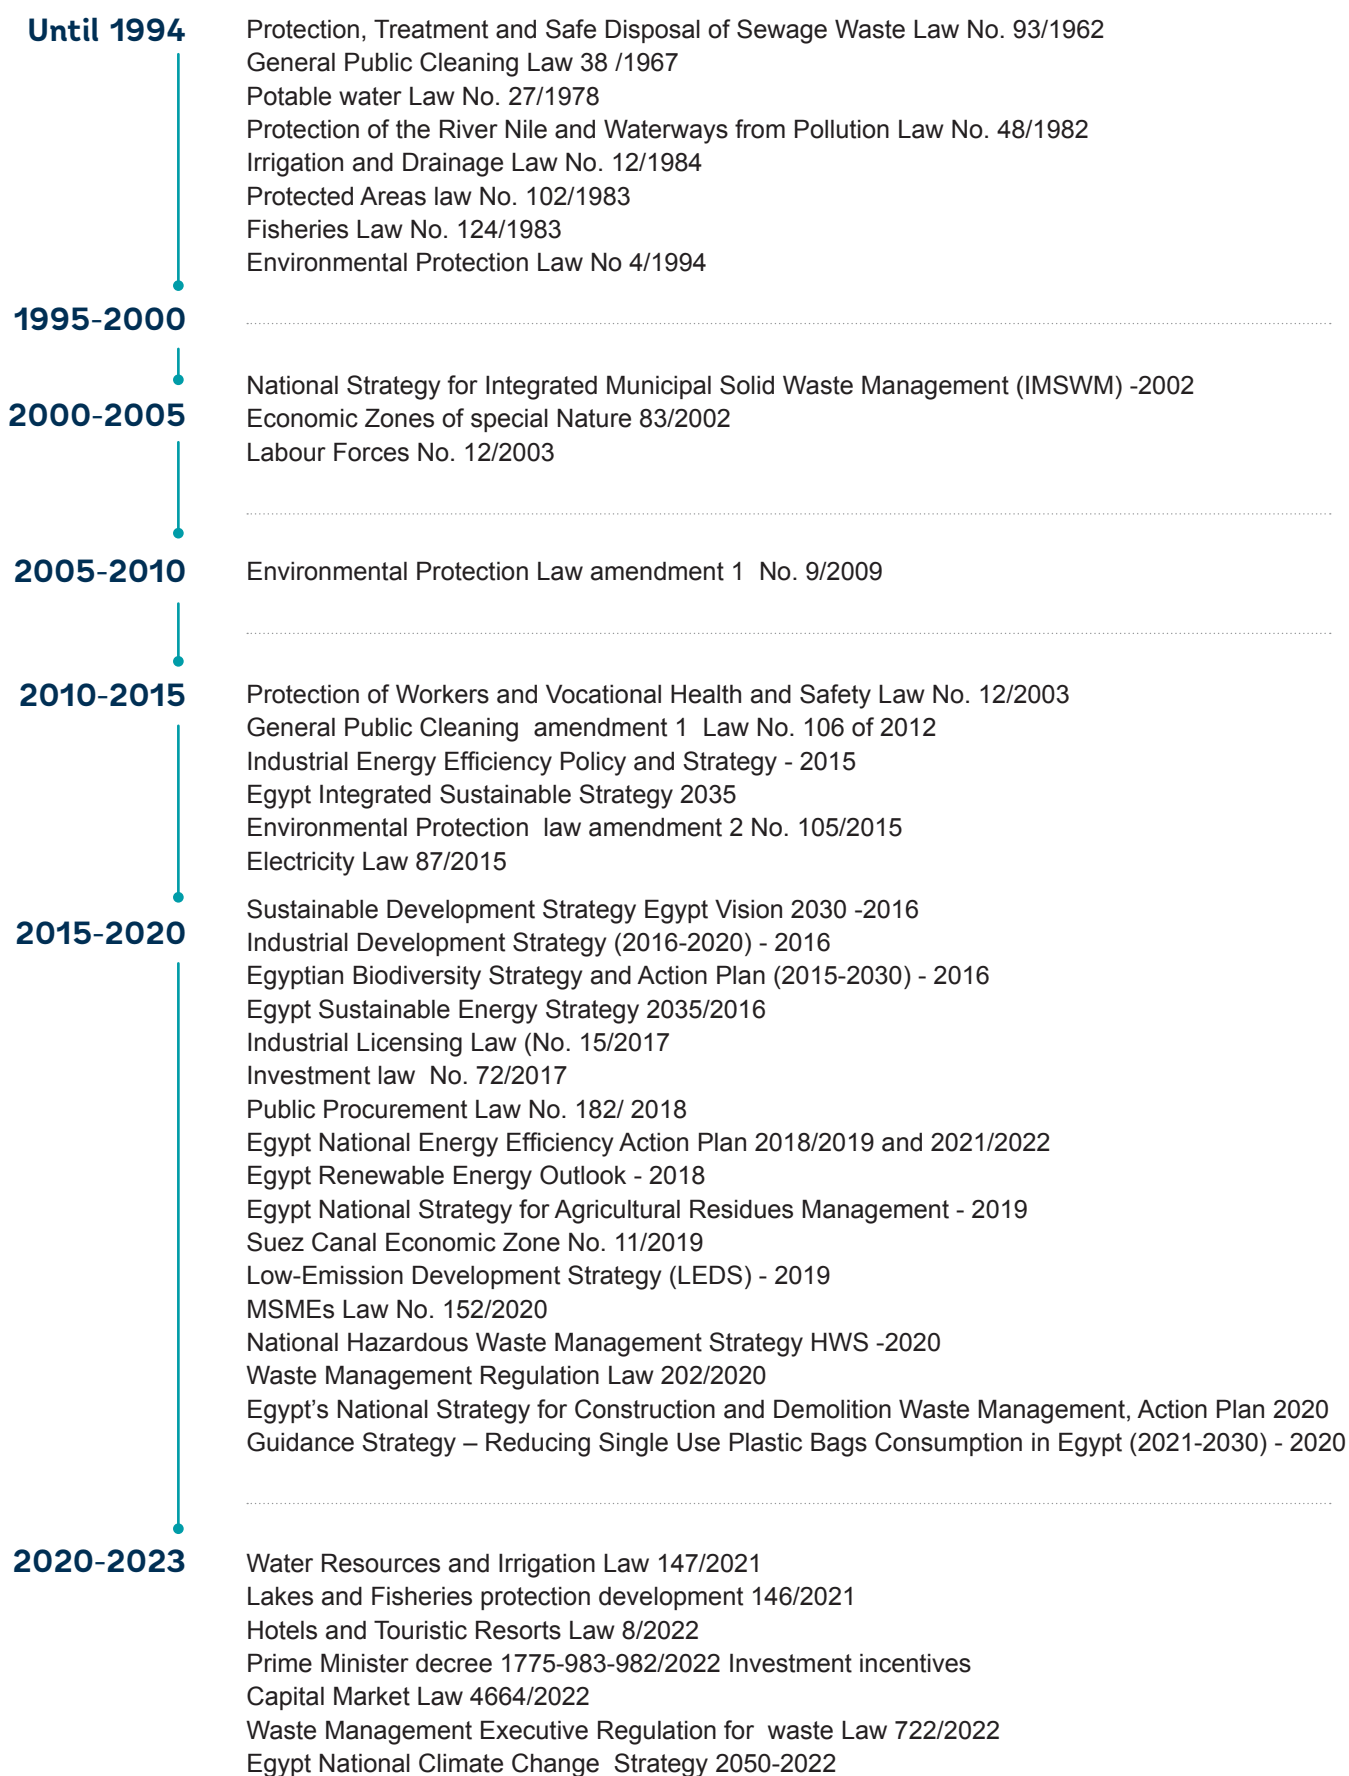 Until 1994
Protection, Treatment and Safe Disposal of Sewage Waste Law No. 93/1962
General Public Cleaning Law 38 /1967
Potable water Law No. 27/1978
Protection of the River Nile and Waterways from Pollution Law No. 48/1982
Irrigation and Drainage Law No. 12/1984
Protected Areas law No. 102/1983
Fisheries Law No. 124/1983
Environmental Protection Law No 4/1994
1995-2000
2000-2005
National Strategy for Integrated Municipal Solid Waste Management (IMSWM) -2002
Economic Zones of special Nature 83/2002
Labour Forces No. 12/2003
2005-2010
Environmental Protection Law amendment 1  No. 9/2009
2010-2015
Protection of Workers and Vocational Health and Safety Law No. 12/2003
General Public Cleaning  amendment 1  Law No. 106 of 2012
Industrial Energy Efficiency Policy and Strategy - 2015
Egypt Integrated Sustainable Strategy 2035
Environmental Protection  law amendment 2 No. 105/2015
Electricity Law 87/2015
2015-2020
Sustainable Development Strategy Egypt Vision 2030 -2016
Industrial Development Strategy (2016-2020) - 2016
Egyptian Biodiversity Strategy and Action Plan (2015-2030) - 2016
Egypt Sustainable Energy Strategy 2035/2016
Industrial Licensing Law (No. 15/2017
Investment law  No. 72/2017
Public Procurement Law No. 182/ 2018
Egypt National Energy Efficiency Action Plan 2018/2019 and 2021/2022
Egypt Renewable Energy Outlook - 2018
Egypt National Strategy for Agricultural Residues Management - 2019
Suez Canal Economic Zone No. 11/2019
Low-Emission Development Strategy (LEDS) - 2019
MSMEs Law No. 152/2020
National Hazardous Waste Management Strategy HWS -2020
Waste Management Regulation Law 202/2020
Egypt’s National Strategy for Construction and Demolition Waste Management, Action Plan 2020
Guidance Strategy – Reducing Single Use Plastic Bags Consumption in Egypt (2021-2030) - 2020
2020-2023
Water Resources and Irrigation Law 147/2021
Lakes and Fisheries protection development 146/2021
Hotels and Touristic Resorts Law 8/2022
Prime Minister decree 1775-983-982/2022 Investment incentives
Capital Market Law 4664/2022
Waste Management Executive Regulation for  waste Law 722/2022
Egypt National Climate Change  Strategy 2050-2022